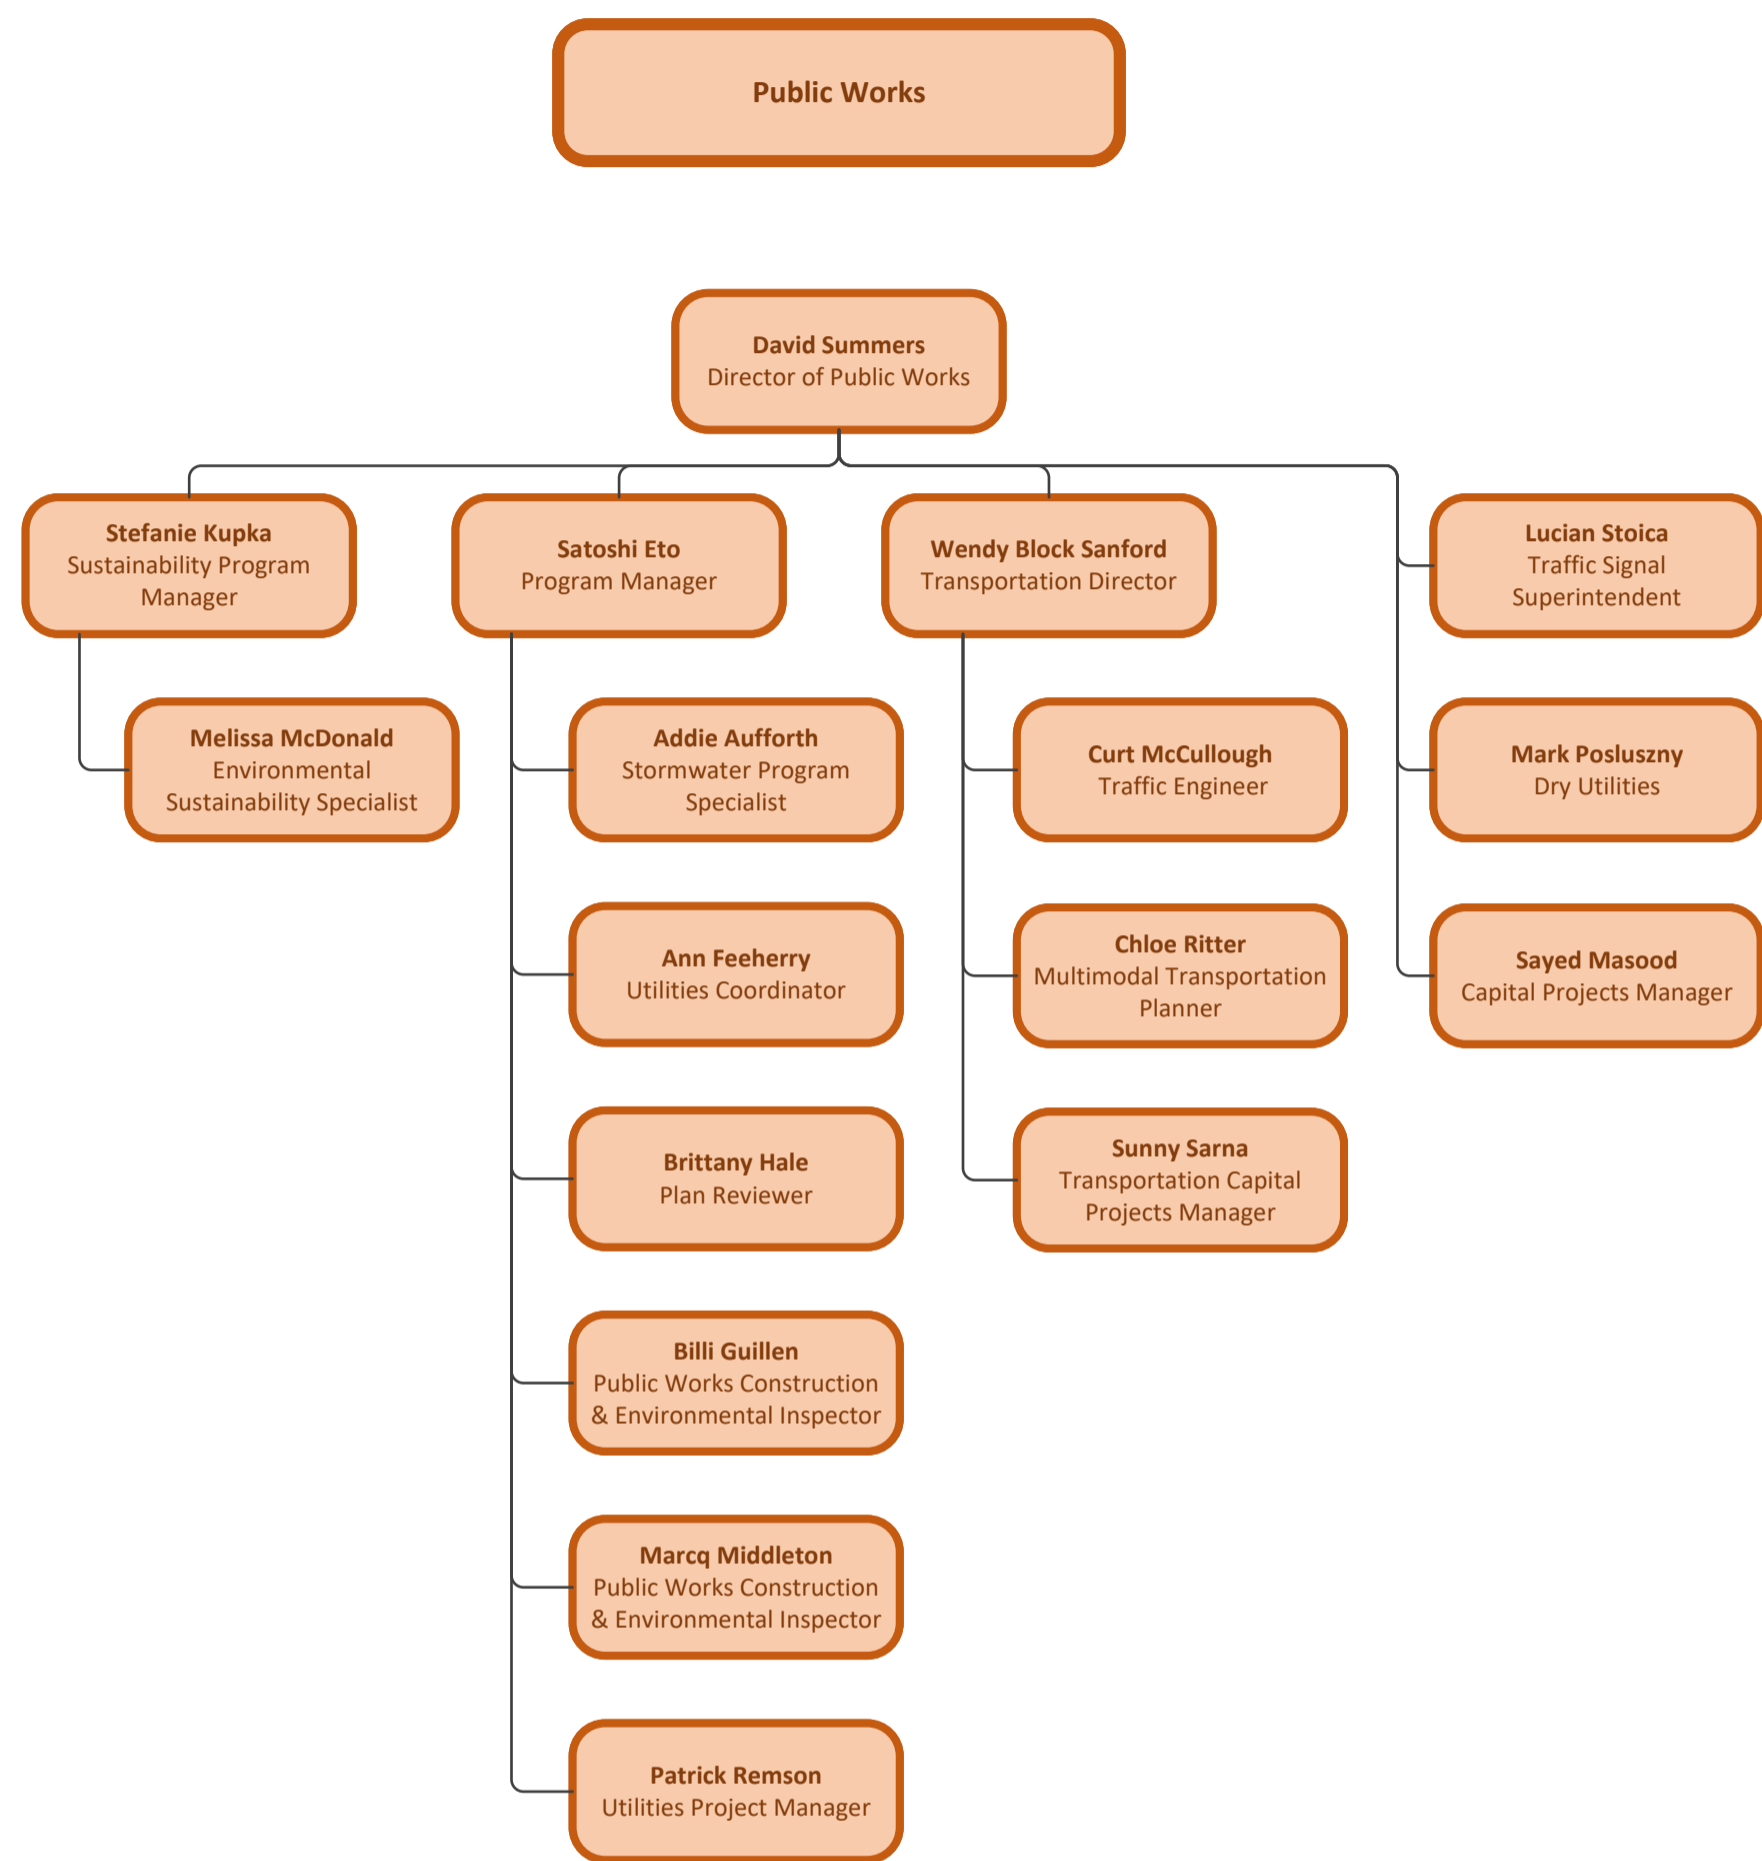 Public Works
David Summers
Director of Public Works
Stefanie Kupka
Sustainability Program
Manager
Melissa McDonald
Environmental
Sustainability Specialist
Satoshi Eto
Program Manager
Addie Aufforth
Stormwater Program
Specialist
Ann Feeherry
Utilities Coordinator
Brittany Hale
Plan Reviewer
Billi Guillen
Public Works Construction
& Environmental Inspector
Marcq Middleton
Public Works Construction
& Environmental Inspector
Patrick Remson
Utilities Project Manager
Wendy Block Sanford
Transportation Director
Curt McCullough
Traffic Engineer
Chloe Ritter
Multimodal Transportation
Planner
Sunny Sarna
Transportation Capital
Projects Manager
Lucian Stoica
Traffic Signal
Superintendent
Mark Posluszny
Dry Utilities
Sayed Masood
Capital Projects Manager